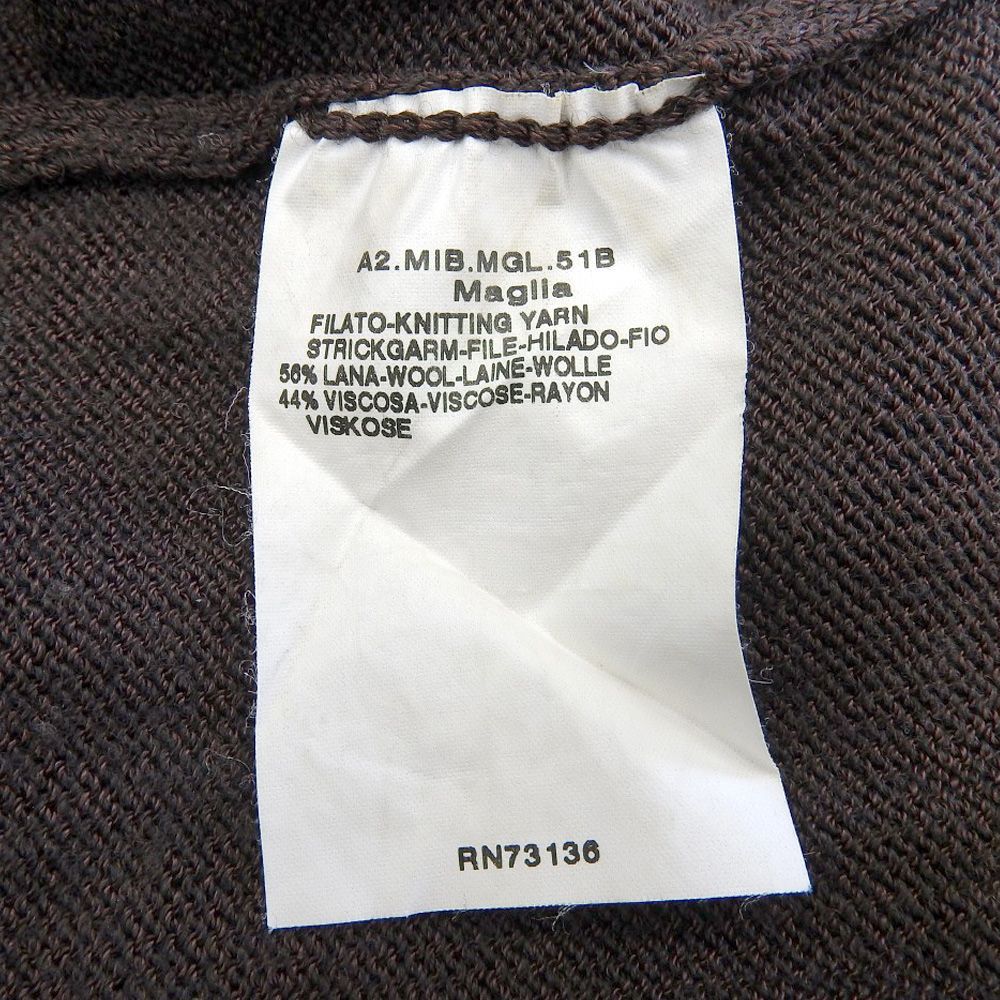 A2.MIB.MGL.51B
Maglia
FILATO-KNITTING YARN
STRICKGARM-FILE-HILADO-FIO
56% LANA-WOOL-LAINE-WOLLE
44% VISCOSA-VISCOSE-RAYON
VISKOSE
RN73136